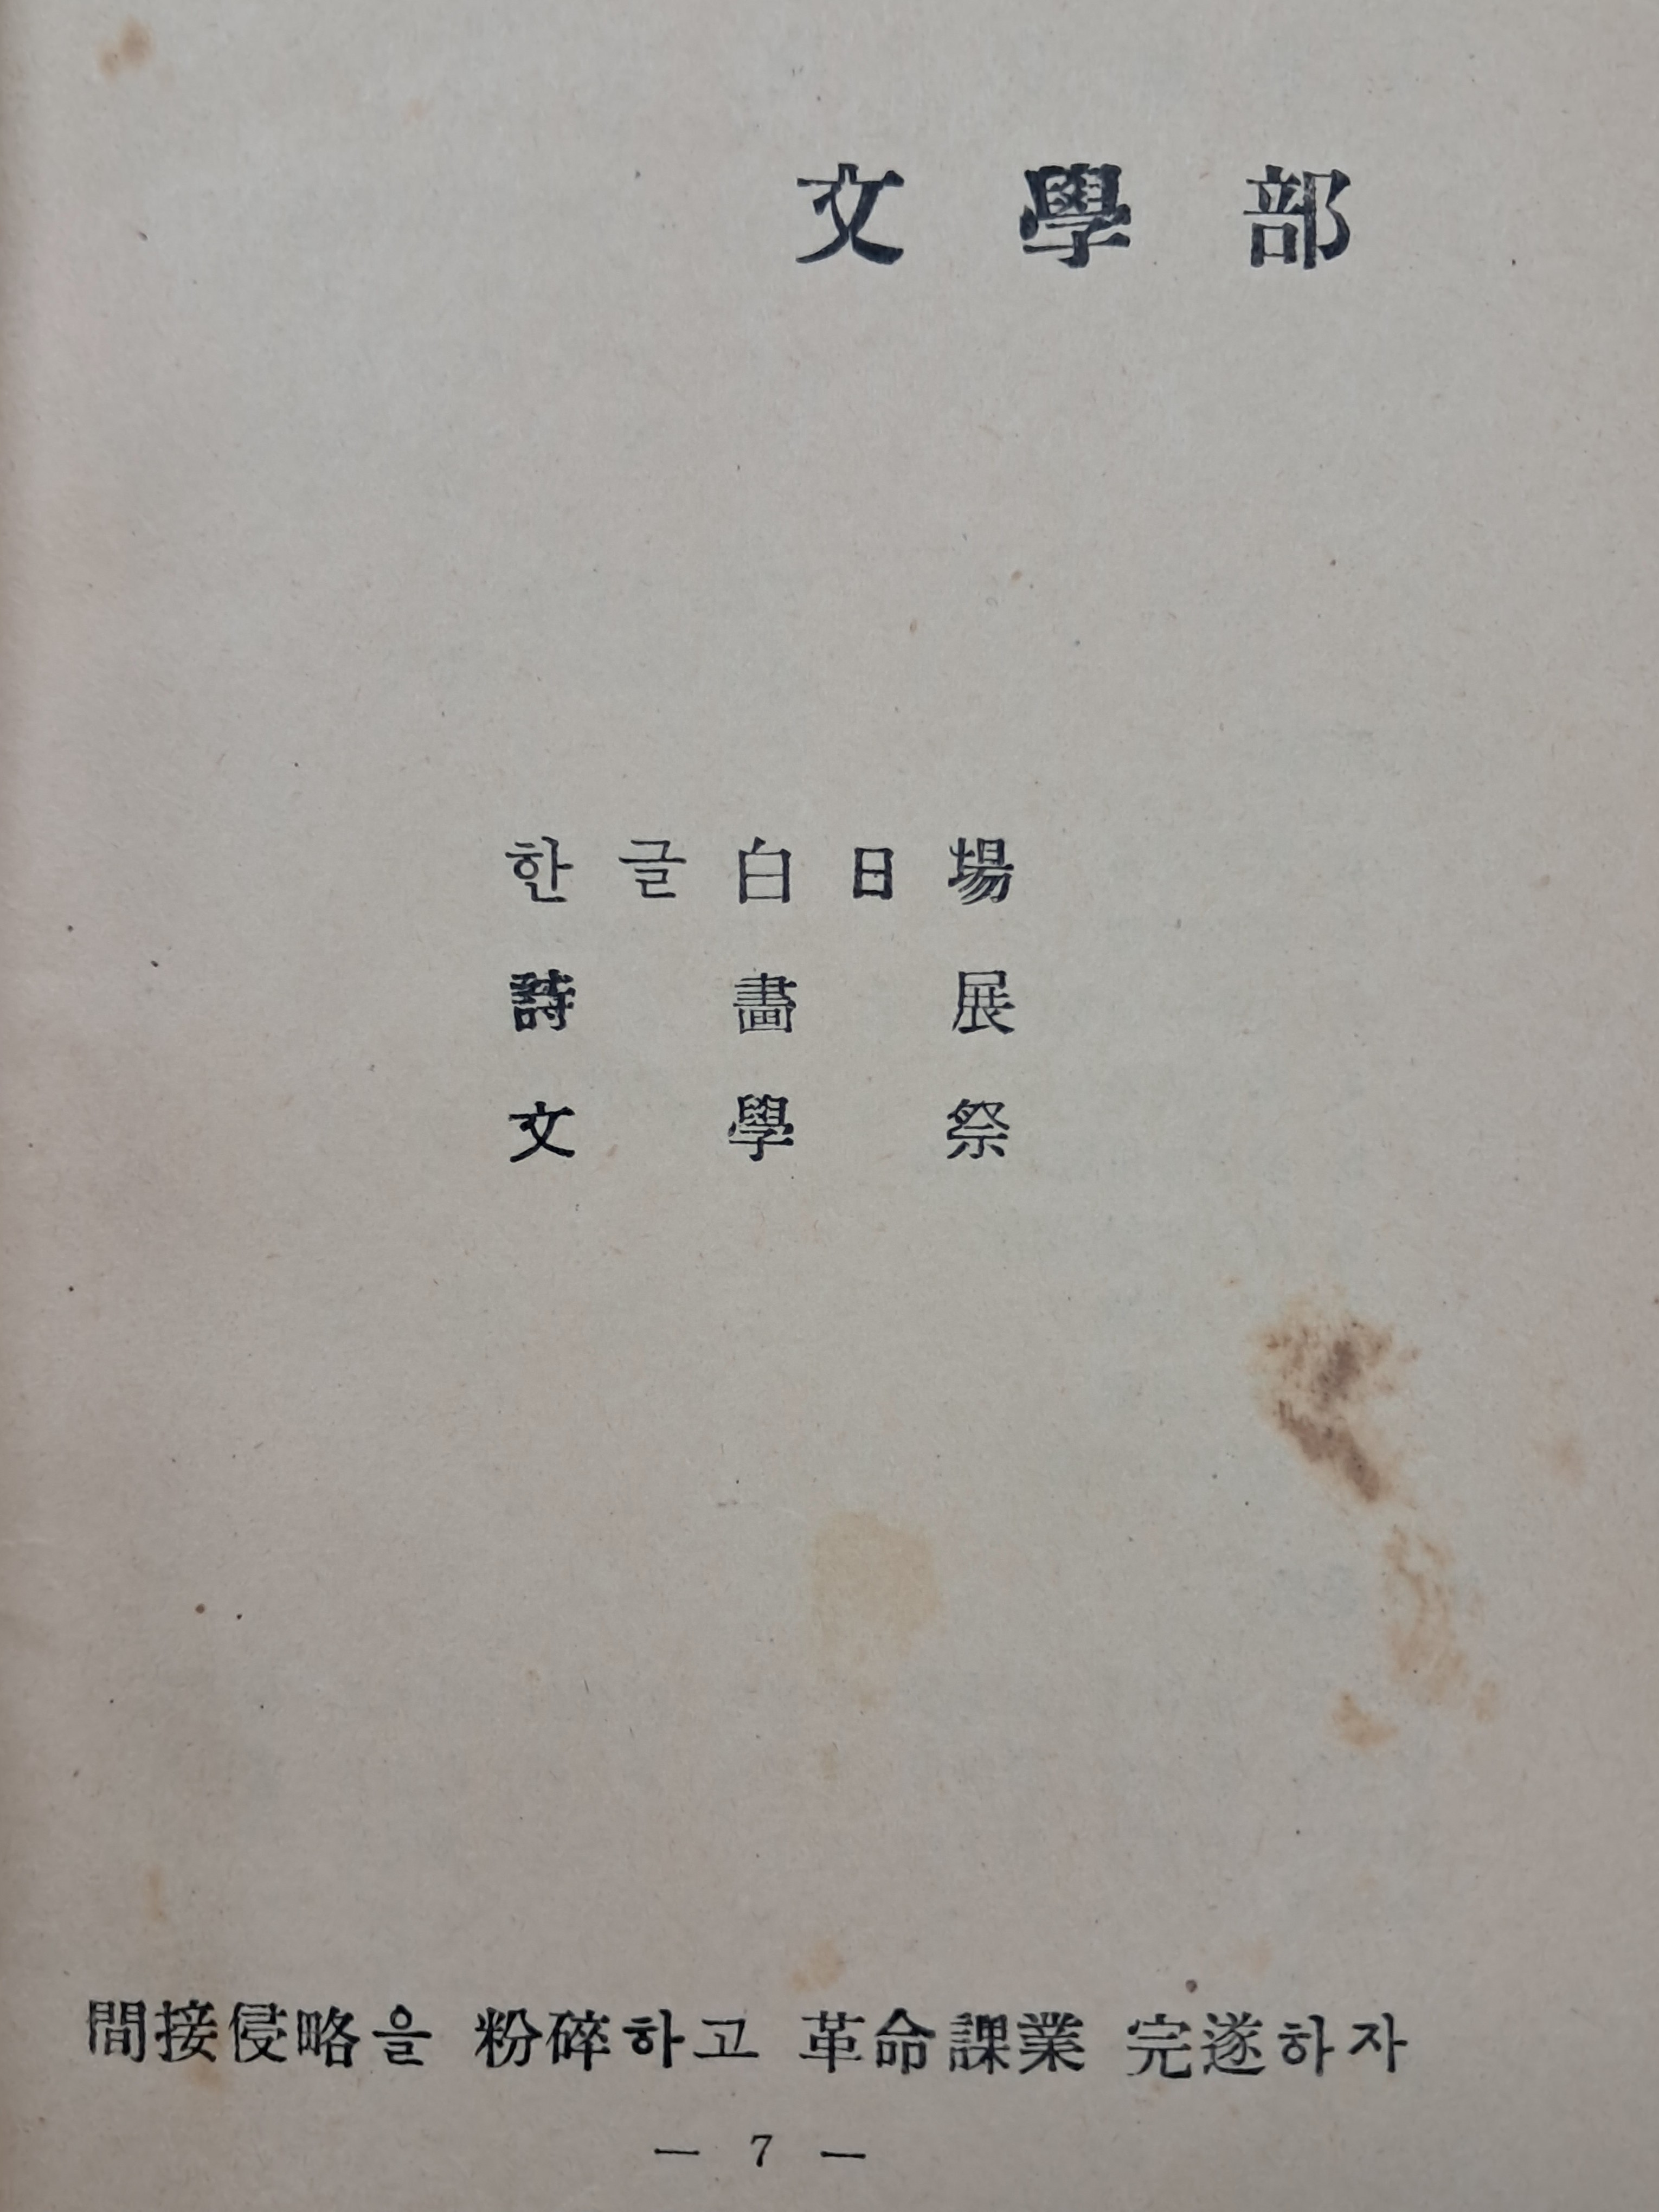 文學部
한글白日場
詩畵展
文學祭
間接侵略을 粉碎하고 革命課業 完遂하자
— 7 —